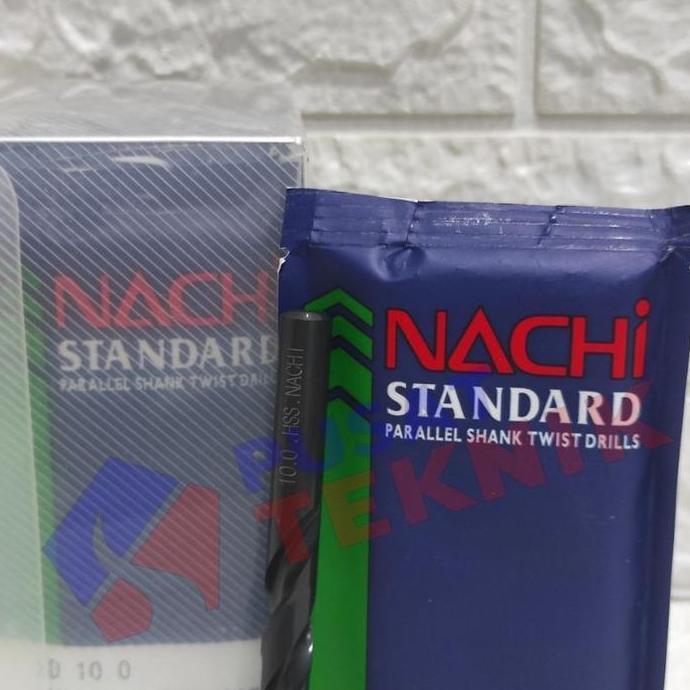 NACHI
STANDARD
PARALLEL SHANK TWIST DRILLS
10 0
10.0 .HSS .NACHI
NACHi
STANDARD
PARALLEL SHANK TWIST DRILLS
TEKNIK